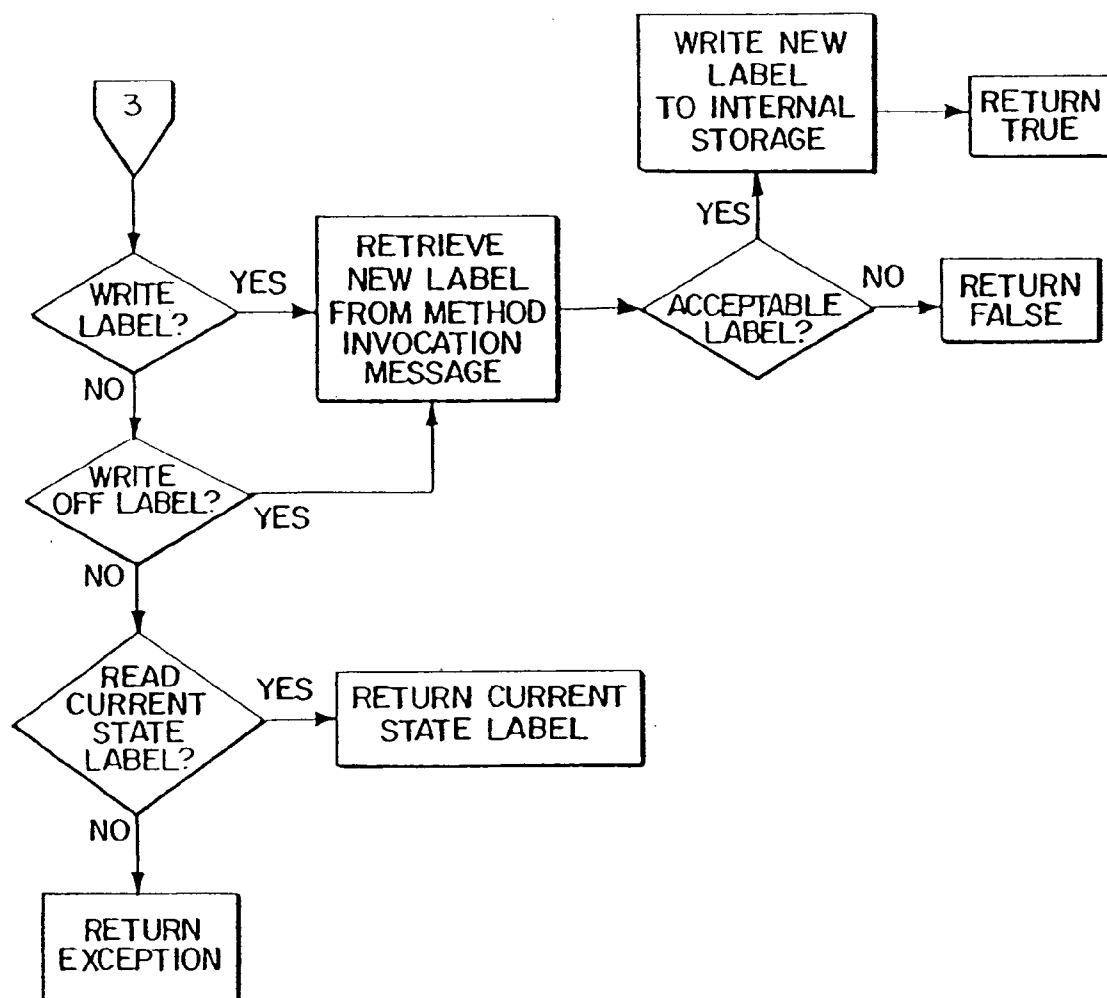 3
WRITE
LABEL?
YES
NO
RETRIEVE
NEW LABEL
FROM METHOD
INVOCATION
MESSAGE
ACCEPTABLE
LABEL?
YES
NO
WRITE NEW
LABEL
TO INTERNAL
STORAGE
RETURN
TRUE
RETURN
FALSE
WRITE
OFF LABEL?
YES
NO
READ
CURRENT
STATE
LABEL?
YES
NO
RETURN CURRENT
STATE LABEL
RETURN
EXCEPTION